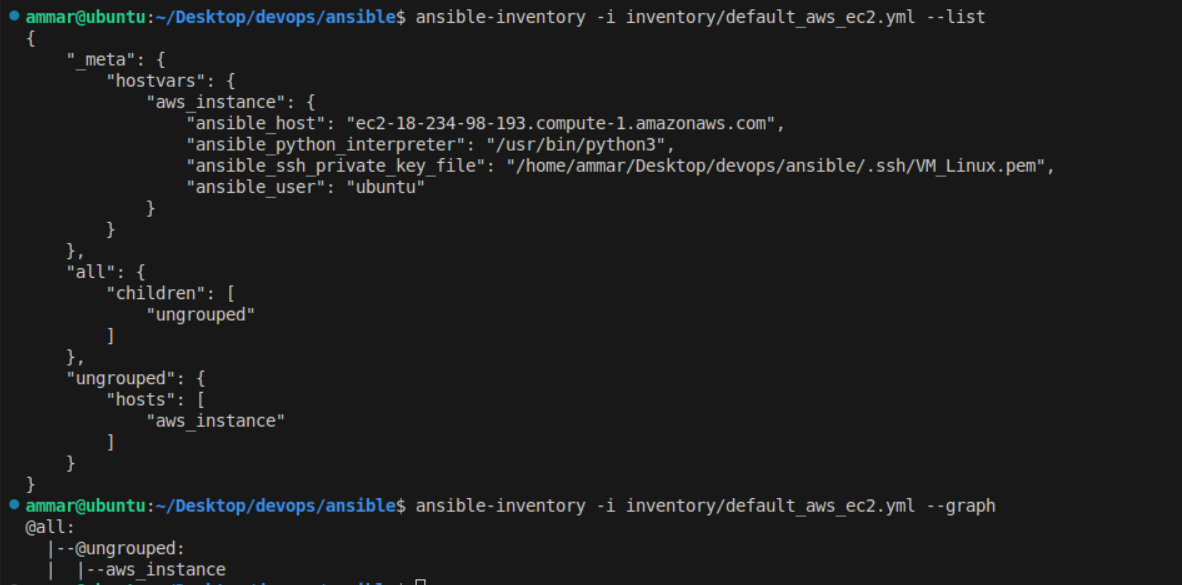 ammar@ubuntu:~/Desktop/devops/ansible$ ansible-inventory -i inventory/default_aws_ec2.yml --list
{
    "_meta": {
        "hostvars": {
            "aws_instance": {
                "ansible_host": "ec2-18-234-98-193.compute-1.amazonaws.com",
                "ansible_python_interpreter": "/usr/bin/python3",
                "ansible_ssh_private_key_file": "/home/ammar/Desktop/devops/ansible/.ssh/VM_Linux.pem",
                "ansible_user": "ubuntu"
            }
        }
    },
    "all": {
        "children": [
            "ungrouped"
        ]
    },
    "ungrouped": {
        "hosts": [
            "aws_instance"
        ]
    }
}
ammar@ubuntu:~/Desktop/devops/ansible$ ansible-inventory -i inventory/default_aws_ec2.yml --graph
@all:
  |--@ungrouped:
  |  |--aws_instance